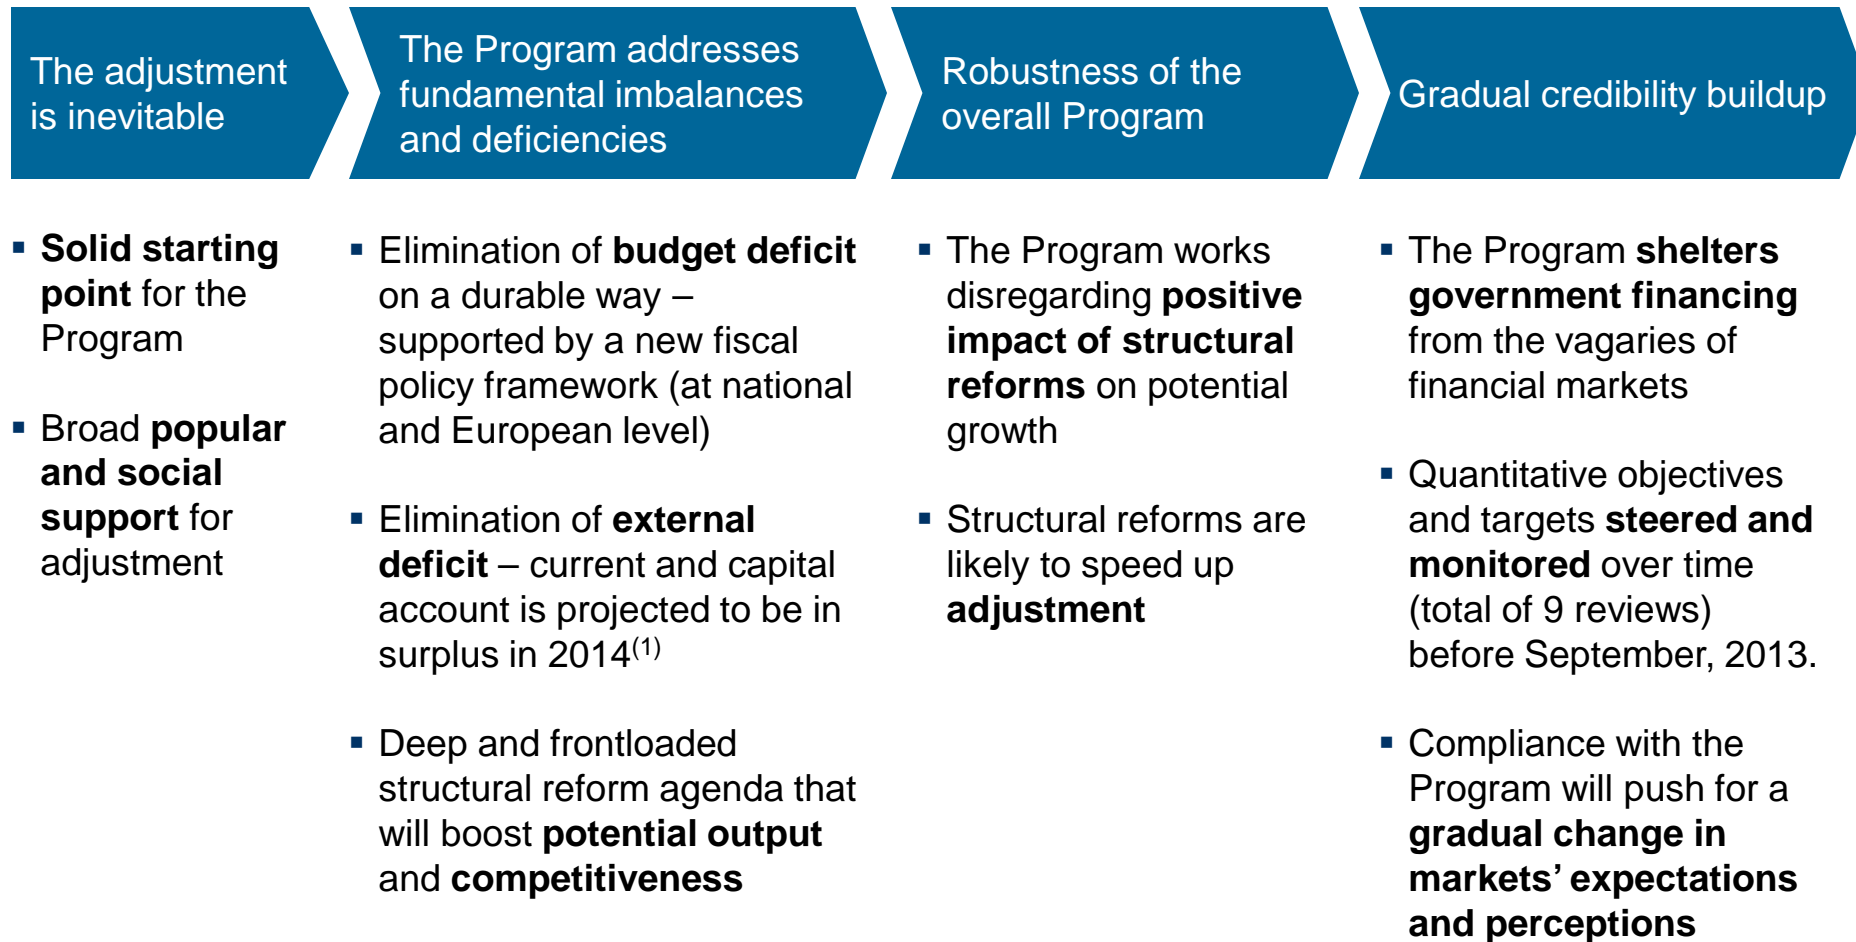 The adjustment
is inevitable
The Program addresses
fundamental imbalances
and deficiencies
Robustness of the
overall Program
Gradual credibility buildup
▪ Solid starting
point for the
Program
▪ Broad popular
and social
support for
adjustment
▪ Elimination of budget deficit
on a durable way –
supported by a new fiscal
policy framework (at national
and European level)
▪ Elimination of external
deficit – current and capital
account is projected to be in
surplus in 2014(1)
▪ Deep and frontloaded
structural reform agenda that
will boost potential output
and competitiveness
▪ The Program works
disregarding positive
impact of structural
reforms on potential
growth
▪ Structural reforms are
likely to speed up
adjustment
▪ The Program shelters
government financing
from the vagaries of
financial markets
▪ Quantitative objectives
and targets steered and
monitored over time
(total of 9 reviews)
before September, 2013.
▪ Compliance with the
Program will push for a
gradual change in
markets’ expectations
and perceptions